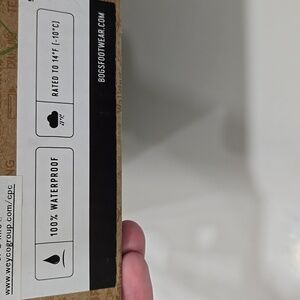 RATED TO 14°F (-10°C)
100% WATERPROOF
BOGSFOOTWEAR.COM
www.weycogroup.com/cpc